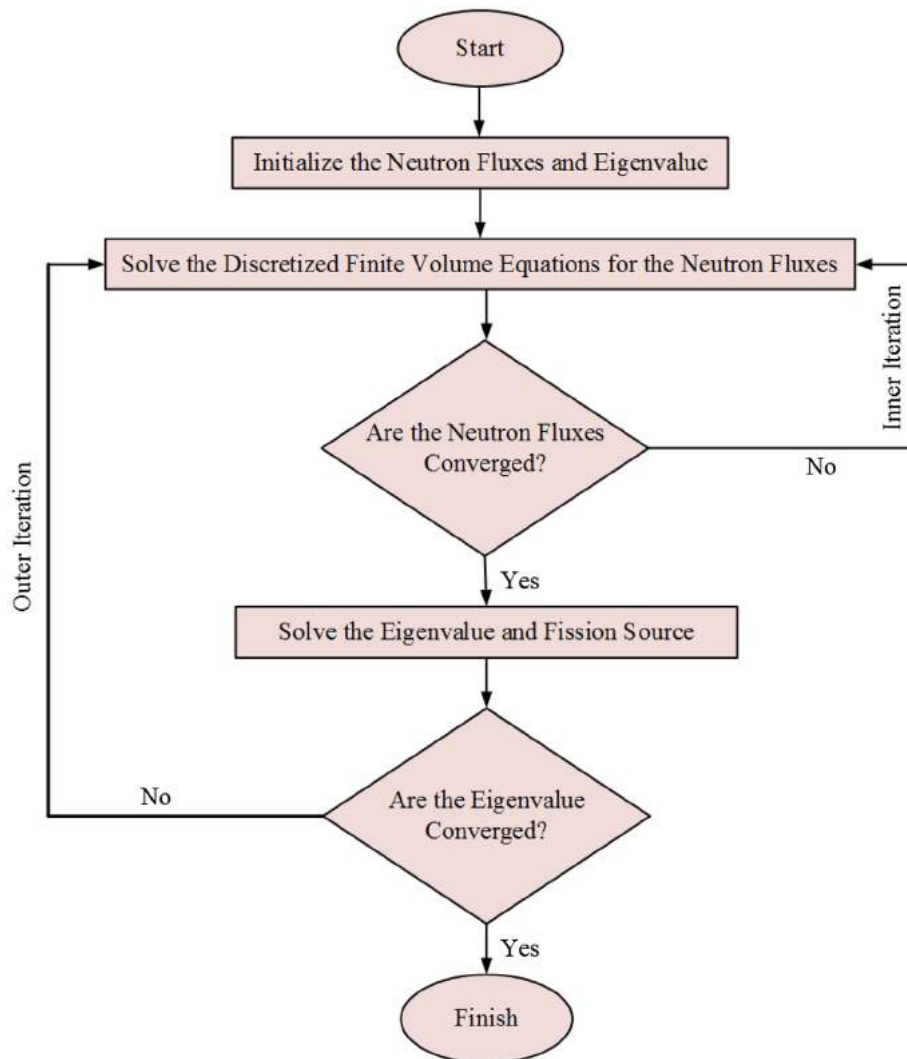 Start
Initialize the Neutron Fluxes and Eigenvalue
Solve the Discretized Finite Volume Equations for the Neutron Fluxes
Are the Neutron Fluxes
Converged?
No
Inner Iteration
Yes
Solve the Eigenvalue and Fission Source
Are the Eigenvalue
Converged?
No
Outer Iteration
Yes
Finish